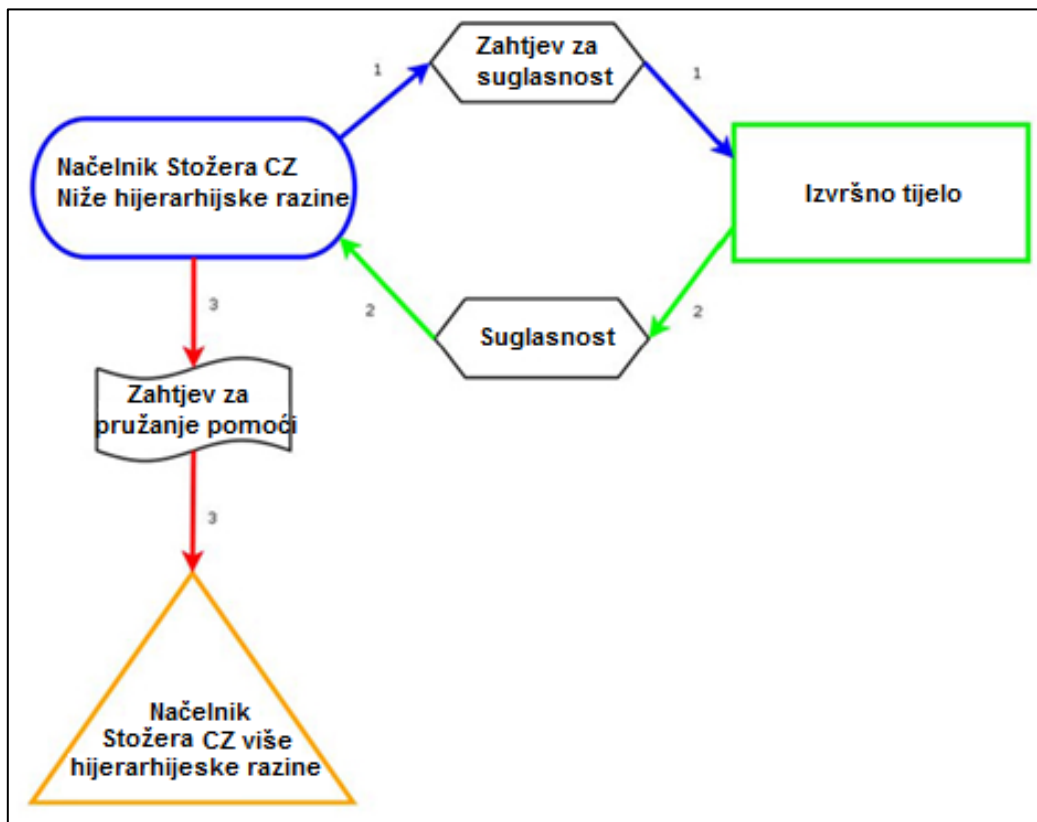 Zahtjev za
suglasnost
1
1
Načelnik Stožera CZ
Niže hijerarhijske razine
Izvršno tijelo
2
2
Suglasnost
3
Zahtjev za
pružanje pomoći
3
Načelnik
Stožera CZ više
hijerarhijeske razine